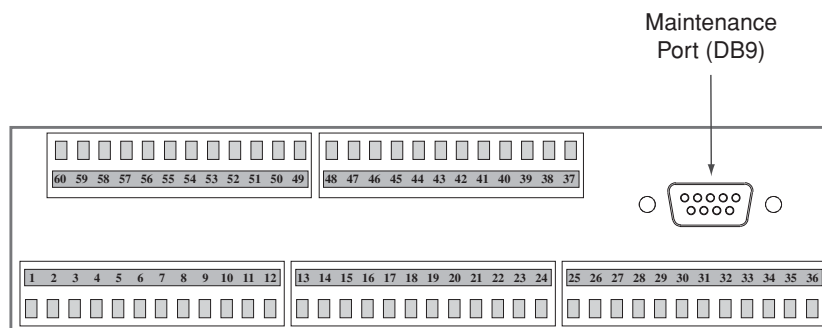 Maintenance
Port (DB9)
60 59 58 57 56 55 54 53 52 51 50 49
48 47 46 45 44 43 42 41 40 39 38 37
1 2 3 4 5 6 7 8 9 10 11 12
13 14 15 16 17 18 19 20 21 22 23 24
25 26 27 28 29 30 31 32 33 34 35 36